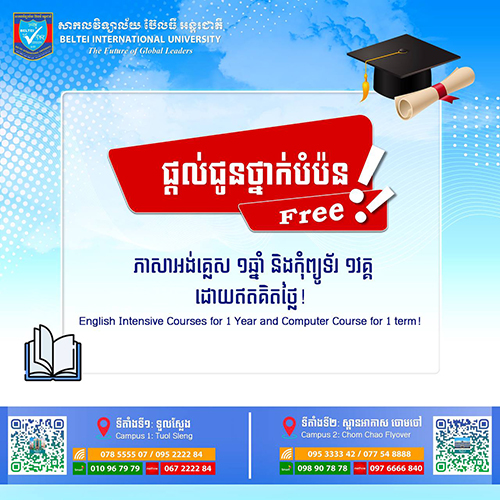 សាកលវិទ្យាល័យ ប៊ែលធី អន្តរជាតិ
BELTEI INTERNATIONAL UNIVERSITY
The Future of Global Leaders
ផ្តល់ជូនថ្នាក់បំប៉ន!
Free!
ភាសាអង់គ្លេស ១ឆ្នាំ និងកុំព្យូទ័រ ១វគ្គ
ដោយឥតគិតថ្លៃ!
English Intensive Courses for 1 Year and Computer Course for 1 term!
ទីតាំងទី១: ទួលស្លែង
Campus 1: Tuol Sleng
078 5555 07 / 095 2222 84
010 96 79 79
067 2222 84
ទីតាំងទី២: ស្ពានអាកាស ចោមចៅ
Campus 2: Chom Chao Flyover
095 3333 42 / 077 54 8888
098 90 78 78
097 6666 840